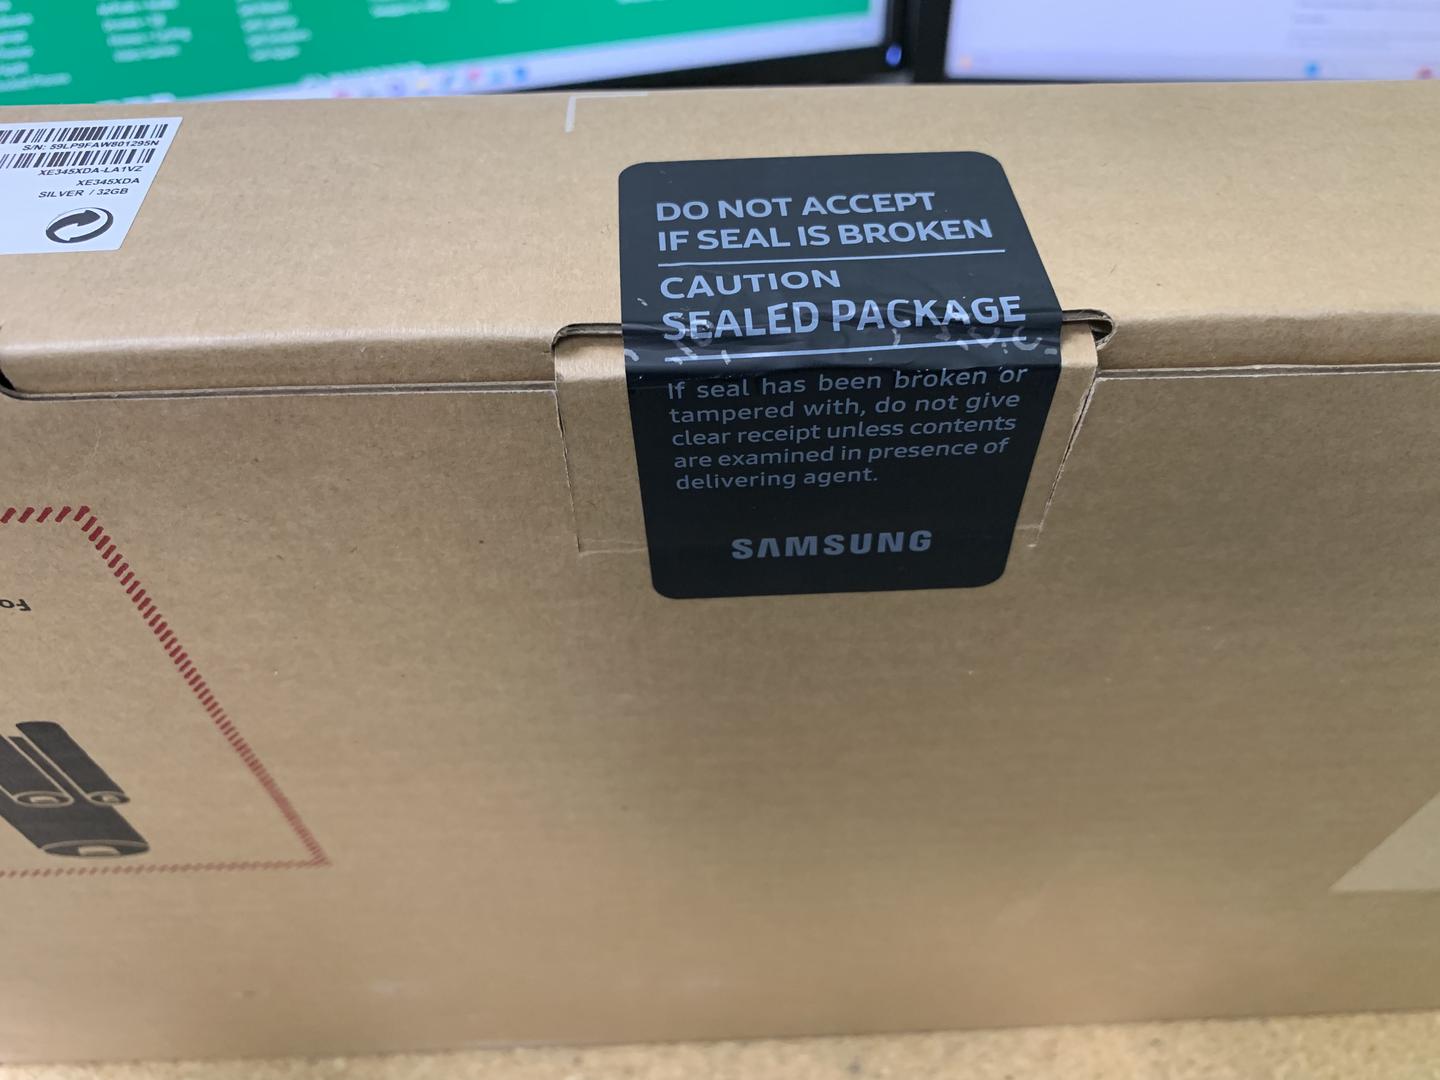 S/N: 59LP9FAW801295N
XE345XDA-LA1VZ
XE345XDA
SILVER / 32GB
DO NOT ACCEPT
IF SEAL IS BROKEN
CAUTION
SEALED PACKAGE
If seal has been broken or
tampered with, do not give
clear receipt unless contents
are examined in presence of
delivering agent.
SAMSUNG